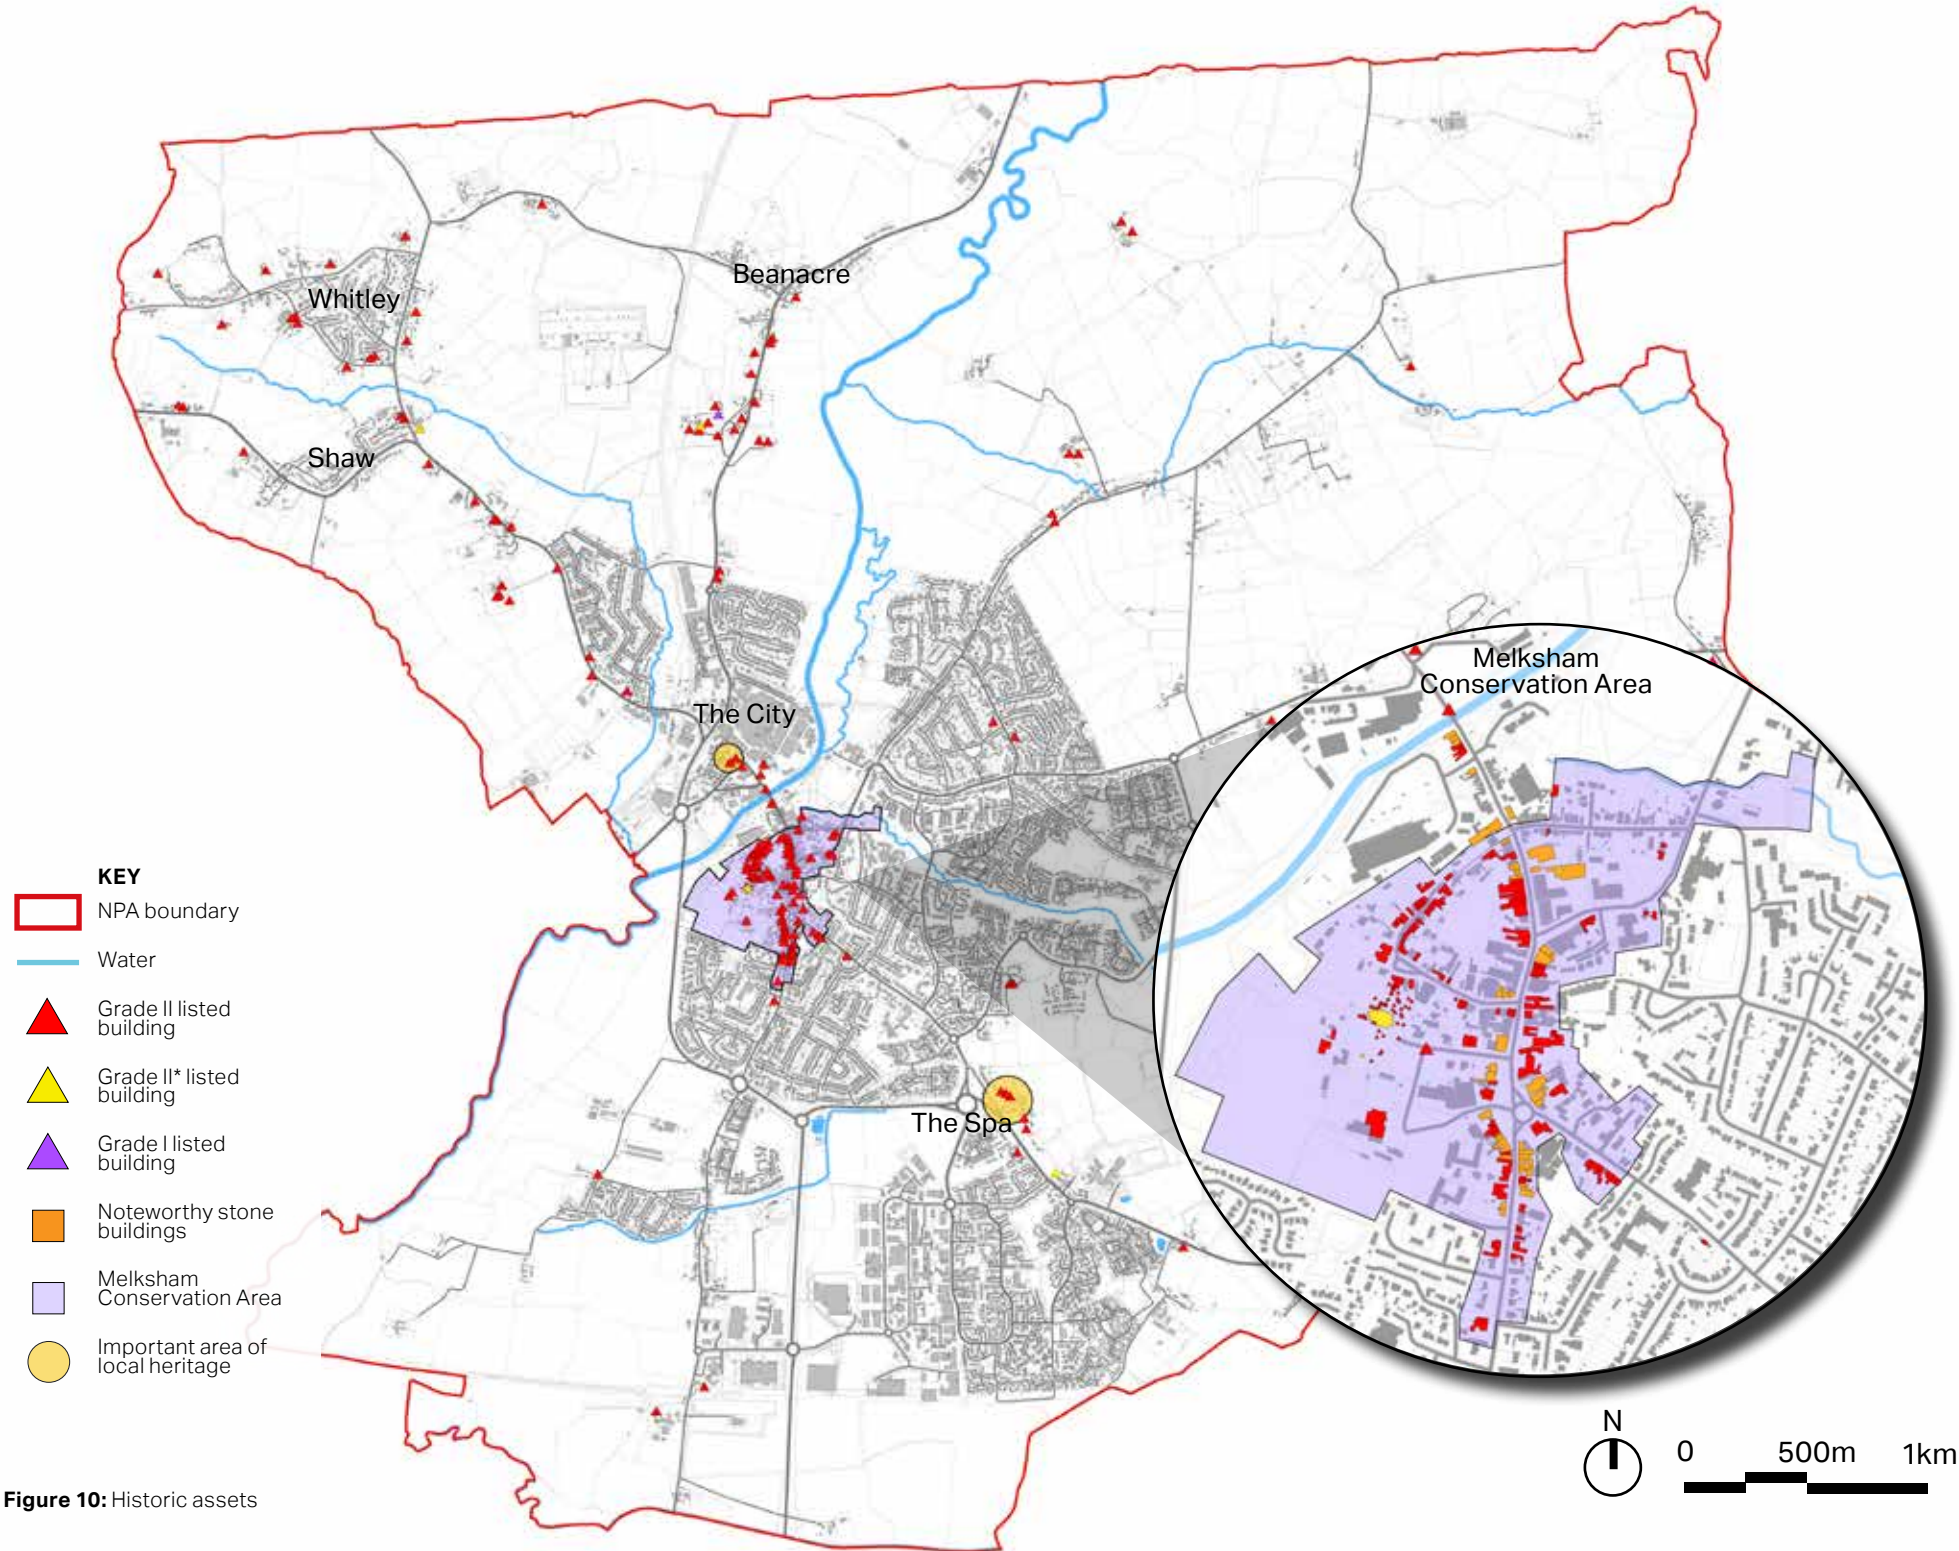 Beanacre
Whitley
Shaw
Melksham
Conservation Area
The City
The Spa
KEY
NPA boundary
Water
Grade II listed
building
Grade II* listed
building
Grade I listed
building
Noteworthy stone
buildings
Melksham
Conservation Area
Important area of
local heritage
N
0 500m 1km
Figure 10: Historic assets